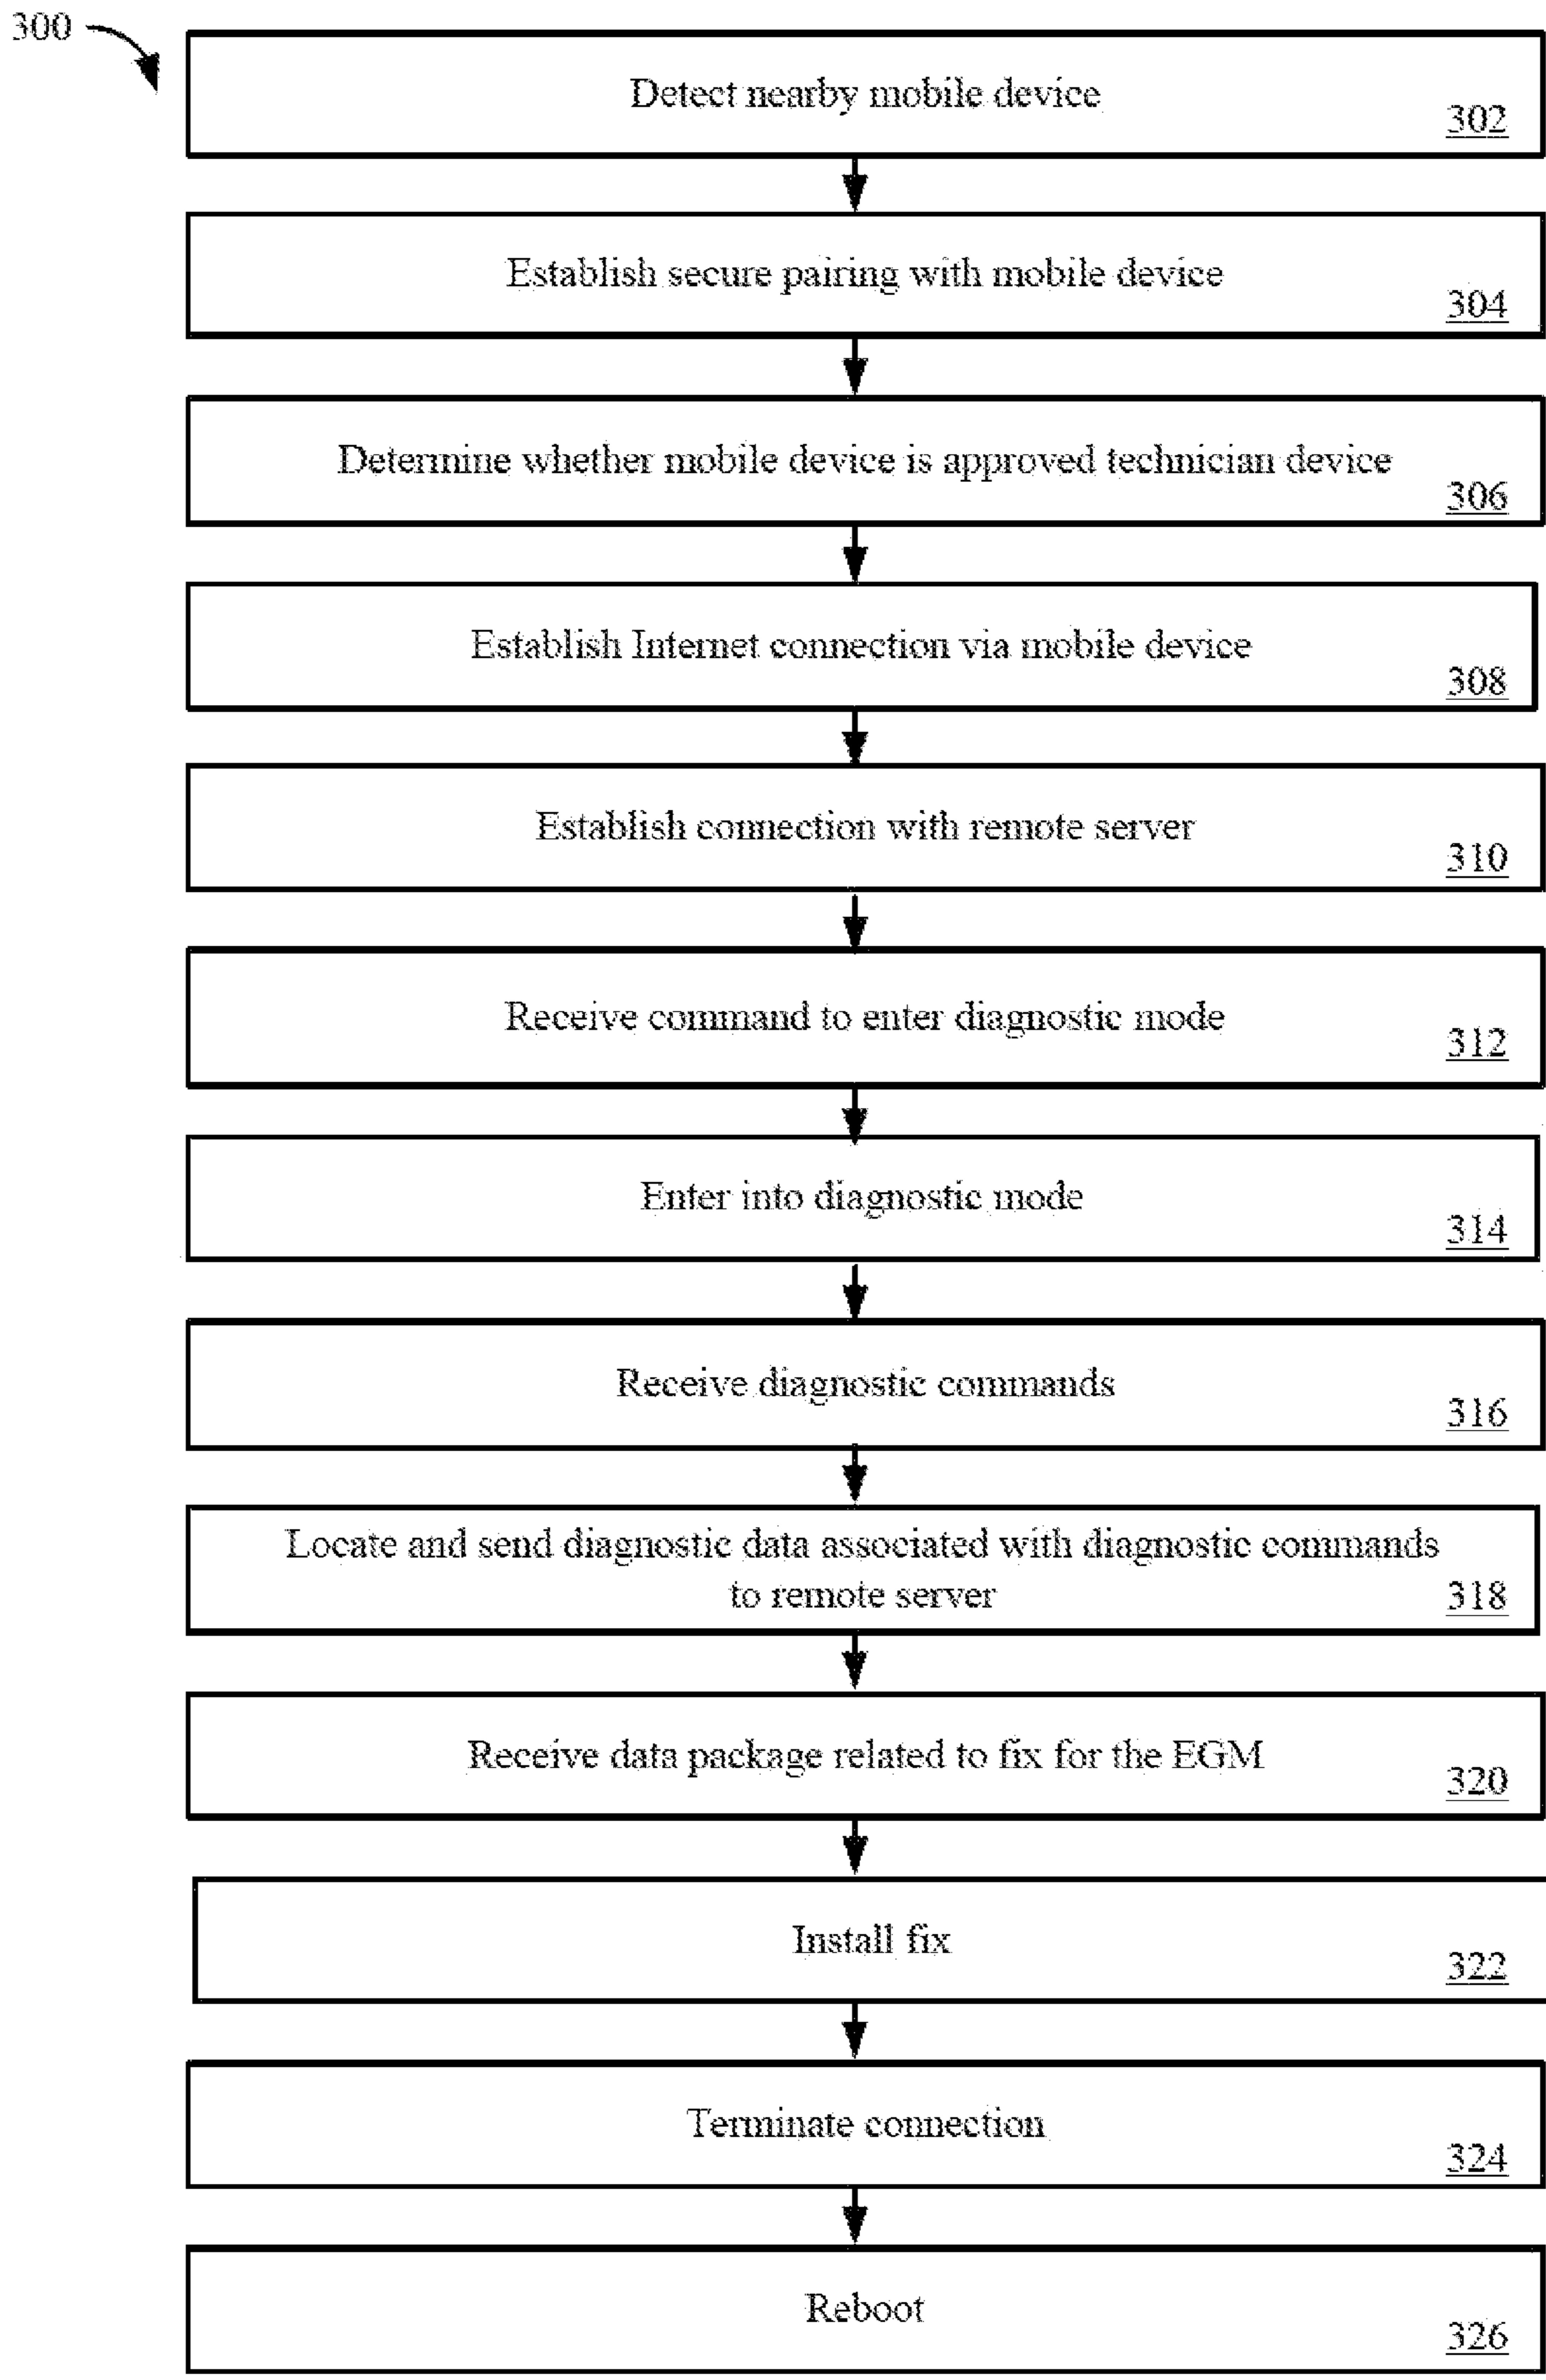 300
Detect nearby mobile device
302
Establish secure pairing with mobile device
304
Determine whether mobile device is approved technician device
306
Establish Internet connection via mobile device
308
Establish connection with remote server
310
Receive command to enter diagnostic mode
312
Enter into diagnostic mode
314
Receive diagnostic commands
316
Locate and send diagnostic data associated with diagnostic commands
to remote server
318
Receive data package related to fix for the EGM
320
Install fix
322
Terminate connection
324
Reboot
326